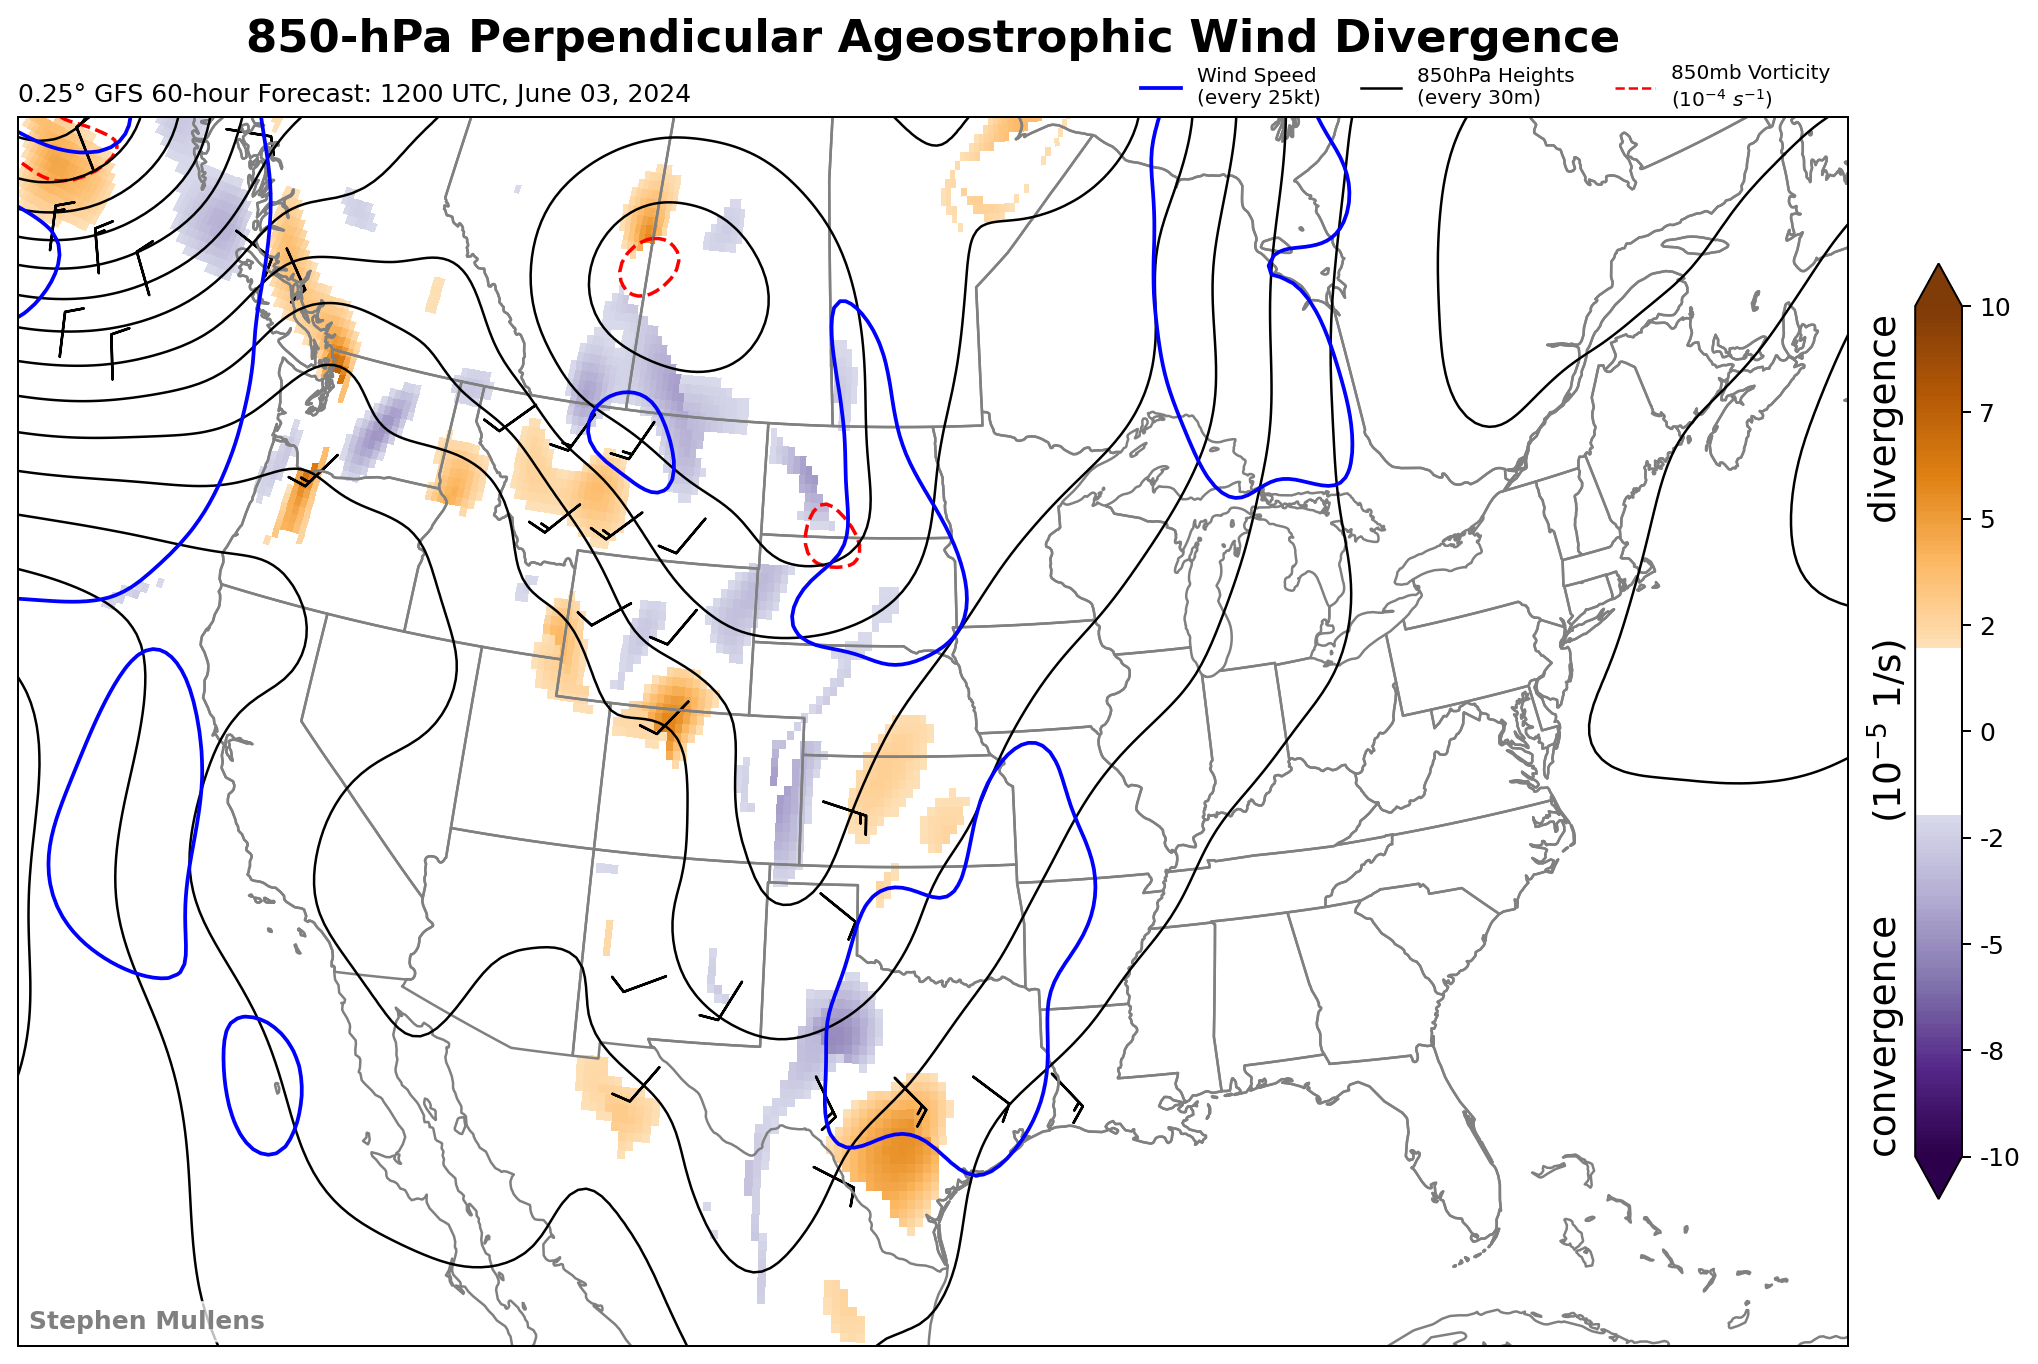 850-hPa Perpendicular Ageostrophic Wind Divergence
0.25° GFS 60-hour Forecast: 1200 UTC, June 03, 2024
Wind Speed
(every 25kt)
850hPa Heights
(every 30m)
850mb Vorticity
(10⁻⁴ s⁻¹)
10
7
5
2
0
-2
-5
-8
-10
convergence (10⁻⁵ 1/s) divergence
Stephen Mullens